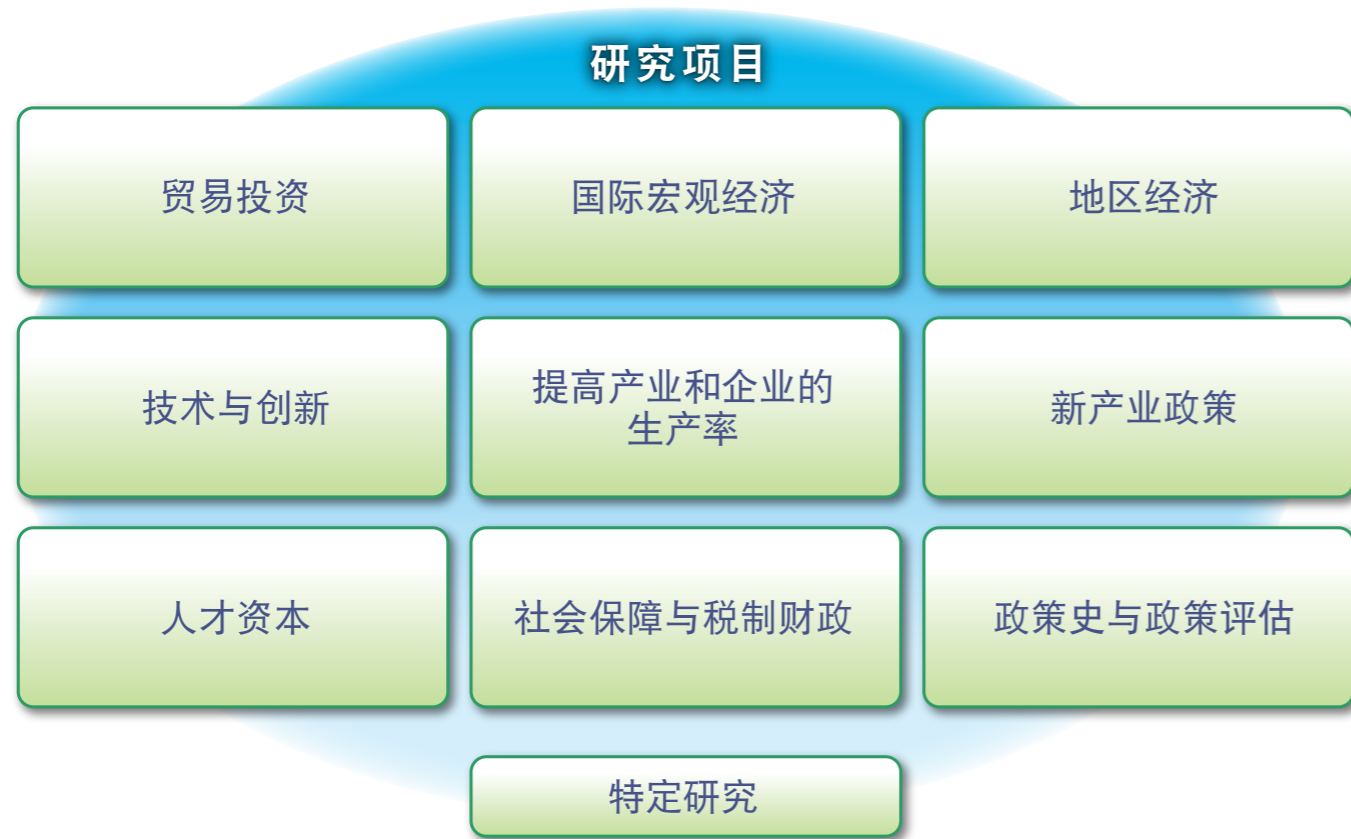 研究项目
贸易投资
国际宏观经济
地区经济
技术与创新
提高产业和企业的
生产率
新产业政策
人才资本
社会保障与税制财政
政策史与政策评估
特定研究